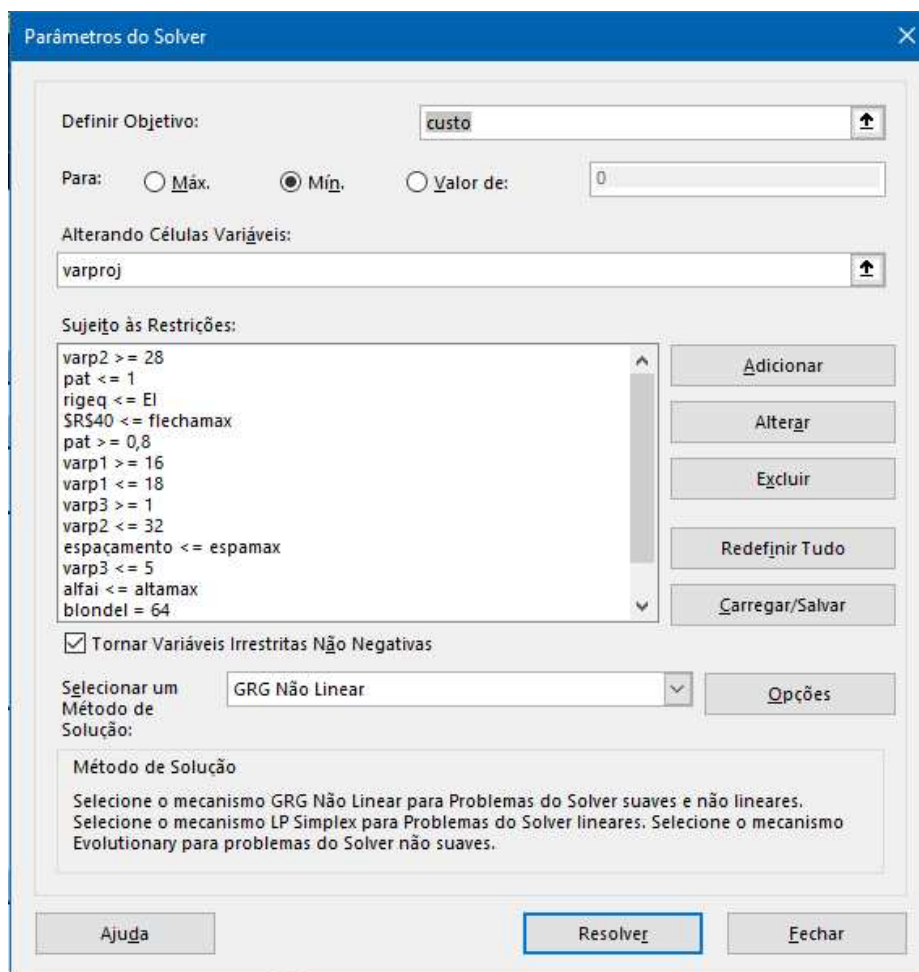 Parâmetros do Solver
Definir Objetivo:
custo
Para:
Máx.
Mín.
Valor de:
0
Alterando Células Variáveis:
varproj
Sujeito às Restrições:
varp2 >= 28
pat <= 1
rigeq <= EI
$R$40 <= flechamax
pat >= 0,8
varp1 >= 16
varp1 <= 18
varp3 >= 1
varp2 <= 32
espaçamento <= espamax
varp3 <= 5
alfai <= altamax
blondel = 64
Adicionar
Alterar
Excluir
Redefinir Tudo
Carregar/Salvar
Tornar Variáveis Irrestritas Não Negativas
Selecionar um
Método de
Solução:
GRG Não Linear
Opções
Método de Solução
Selecione o mecanismo GRG Não Linear para Problemas do Solver suaves e não lineares.
Selecione o mecanismo LP Simplex para Problemas do Solver lineares. Selecione o mecanismo
Evolutionary para problemas do Solver não suaves.
Ajuda
Resolver
Fechar